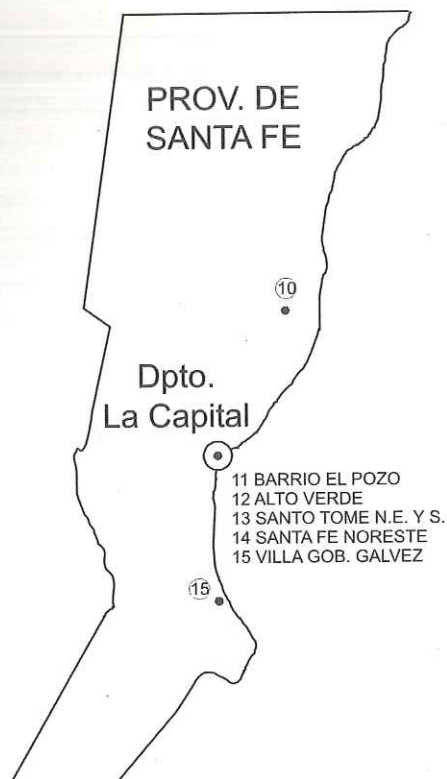 PROV. DE
SANTA FE
10
Dpto.
La Capital
11 BARRIO EL POZO
12 ALTO VERDE
13 SANTO TOME N.E. Y S.
14 SANTA FE NORESTE
15 VILLA GOB. GALVEZ
15